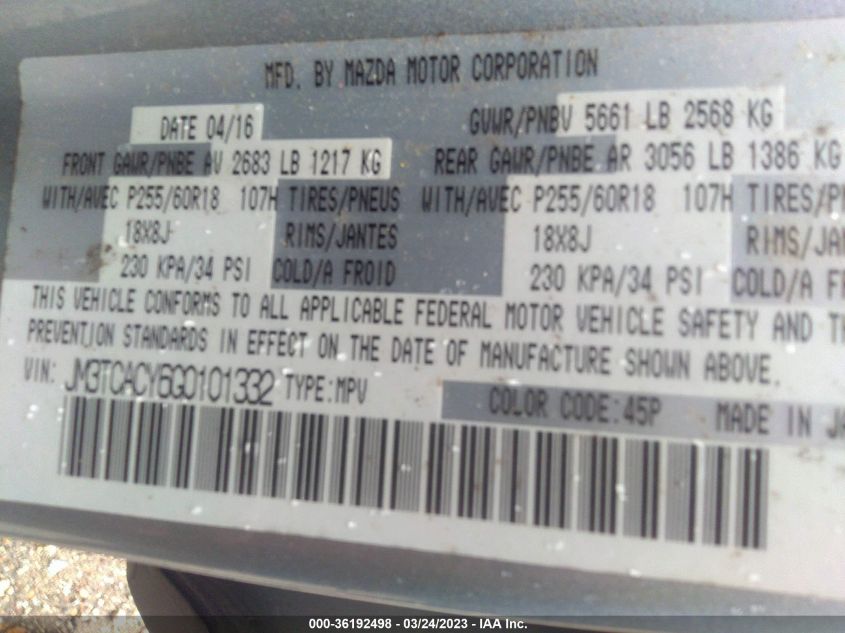 MFD. BY MAZDA MOTOR CORPORATION
DATE 04/16 GVWR/PNBV 5661 LB 2568 KG
FRONT GAWR/PNBE AV 2683 LB 1217 KG REAR GAWR/PNBE AR 3056 LB 1386 KG
WITH/AVEC P255/60R18 107H TIRES/PNEUS WITH/AVEC P255/60R18 107H TIRES/PN
18X8J RIMS/JANTES 18X8J RIMS/JAN
230 KPA/34 PSI COLD/A FROID 230 KPA/34 PSI COLD/A FR
THIS VEHICLE CONFORMS TO ALL APPLICABLE FEDERAL MOTOR VEHICLE SAFETY AND TH
PREVENTION STANDARDS IN EFFECT ON THE DATE OF MANUFACTURE SHOWN ABOVE.
VIN: JM3TCACY6G0101332 TYPE:MPV
COLOR CODE:45P MADE IN JA
000-36192498 - 03/24/2023 - IAA Inc.